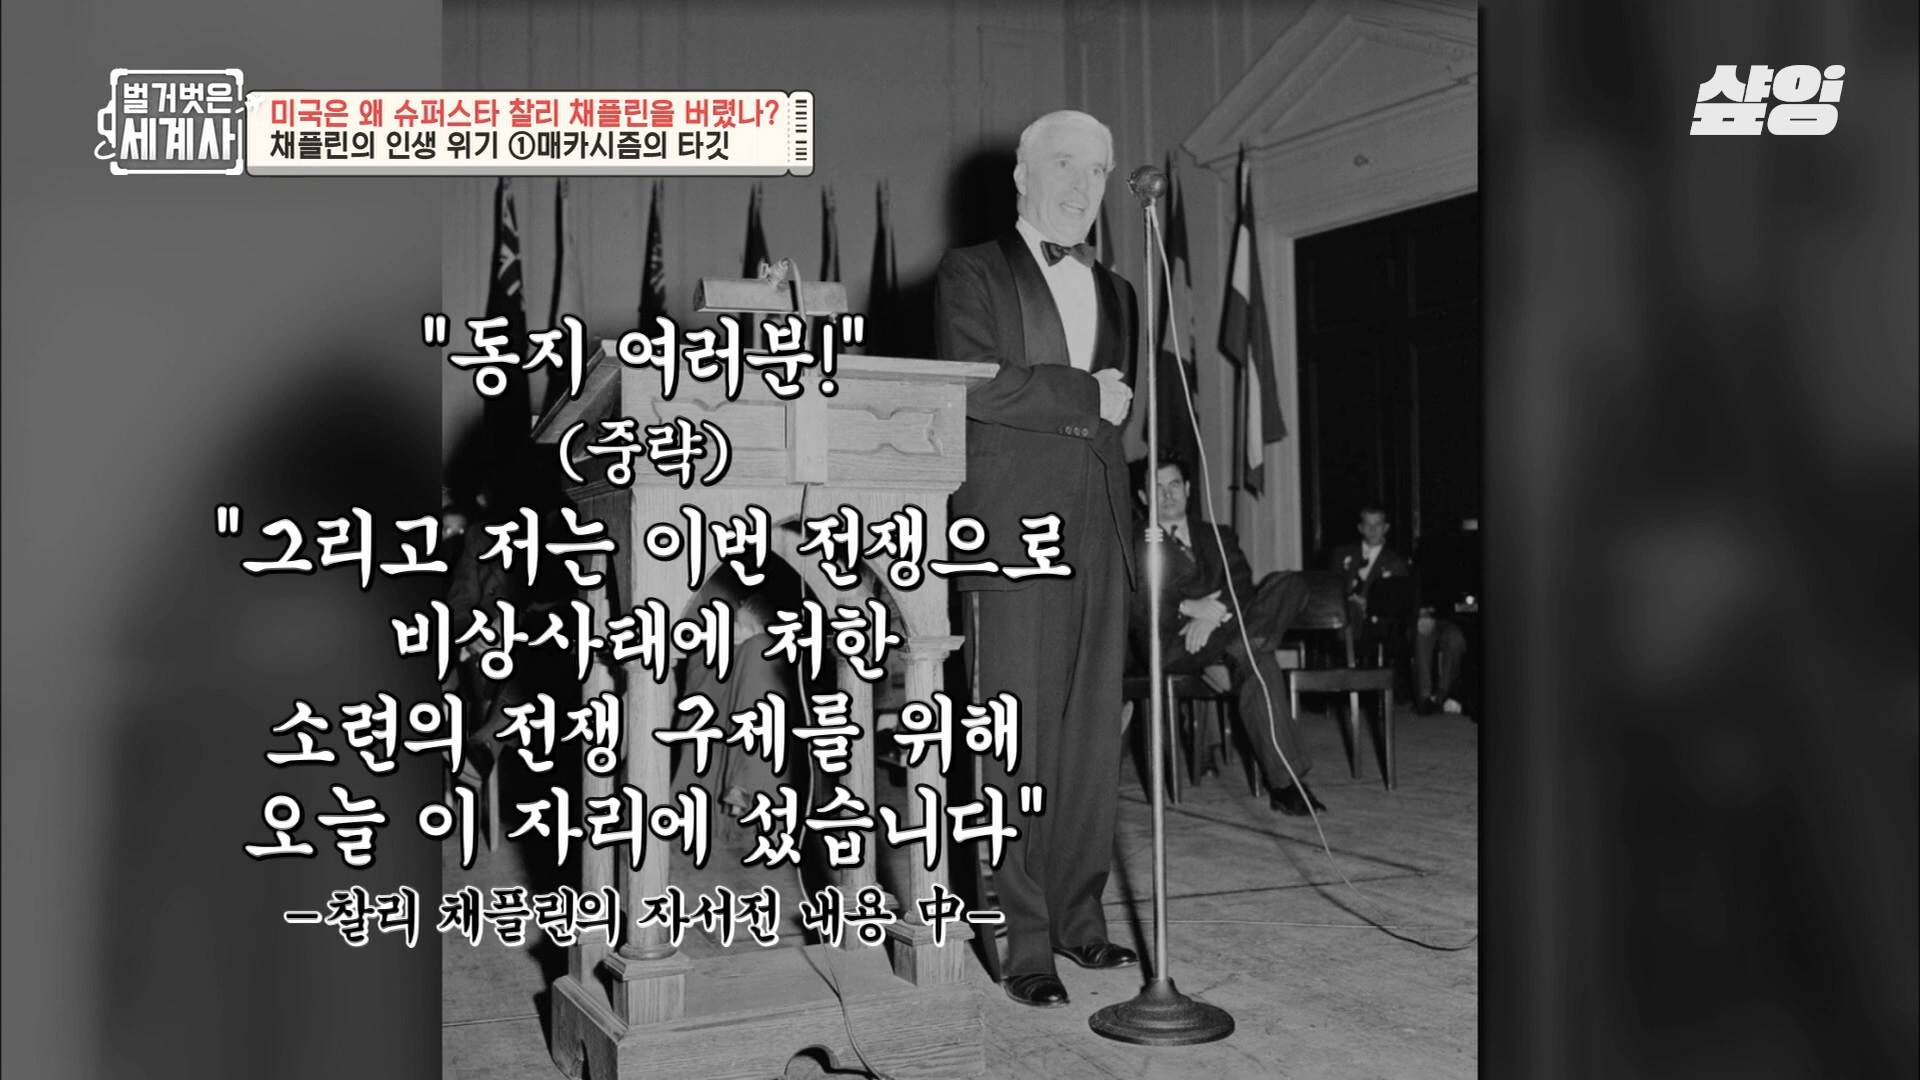 벌거벗은
세계사
미국은 왜 슈퍼스타 찰리 채플린을 버렸나?
채플린의 인생 위기 ①매카시즘의 타깃
샾잉
"동지 여러분!"
(중략)
"그리고 저는 이번 전쟁으로
비상사태에 처한
소련의 전쟁 구제를 위해
오늘 이 자리에 섰습니다"
-찰리 채플린의 자서전 내용 中-